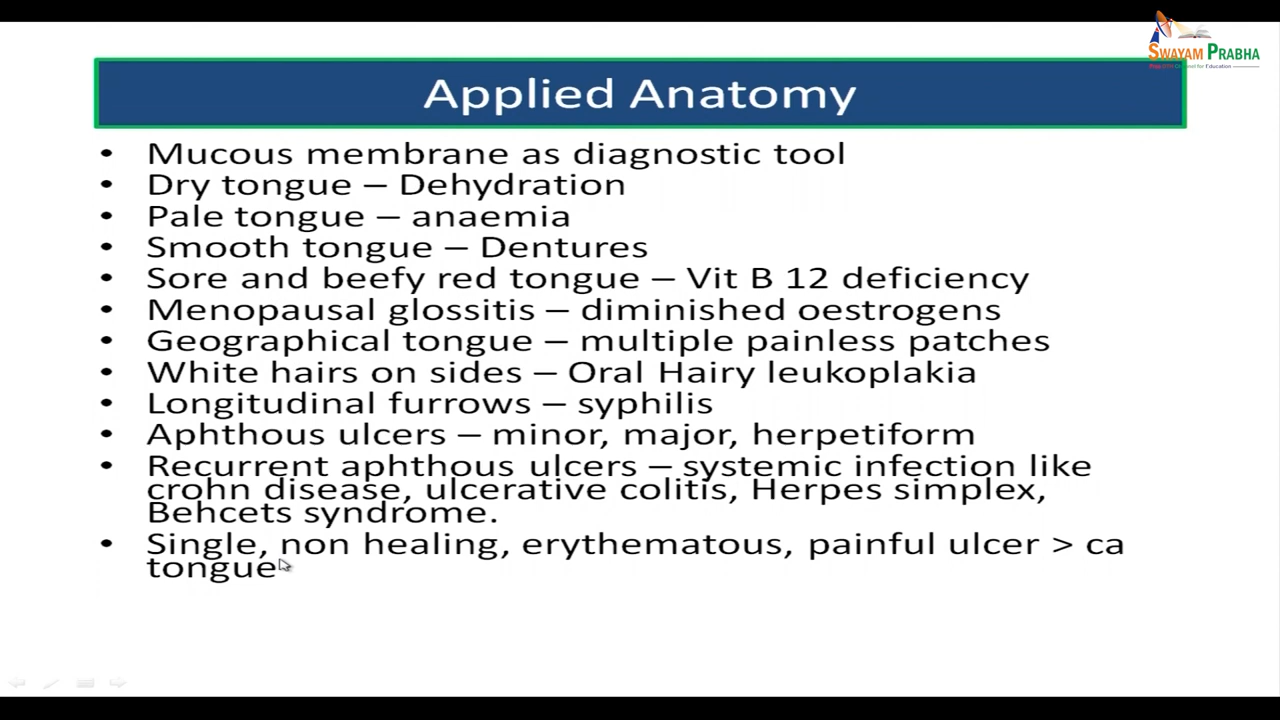 SWAYAM PRABHA
Applied Anatomy
• Mucous membrane as diagnostic tool
• Dry tongue – Dehydration
• Pale tongue – anaemia
• Smooth tongue – Dentures
• Sore and beefy red tongue – Vit B 12 deficiency
• Menopausal glossitis – diminished oestrogens
• Geographical tongue – multiple painless patches
• White hairs on sides – Oral Hairy leukoplakia
• Longitudinal furrows – syphilis
• Aphthous ulcers – minor, major, herpetiform
• Recurrent aphthous ulcers – systemic infection like
crohn disease, ulcerative colitis, Herpes simplex,
Behcets syndrome.
• Single, non healing, erythematous, painful ulcer > ca
tongue